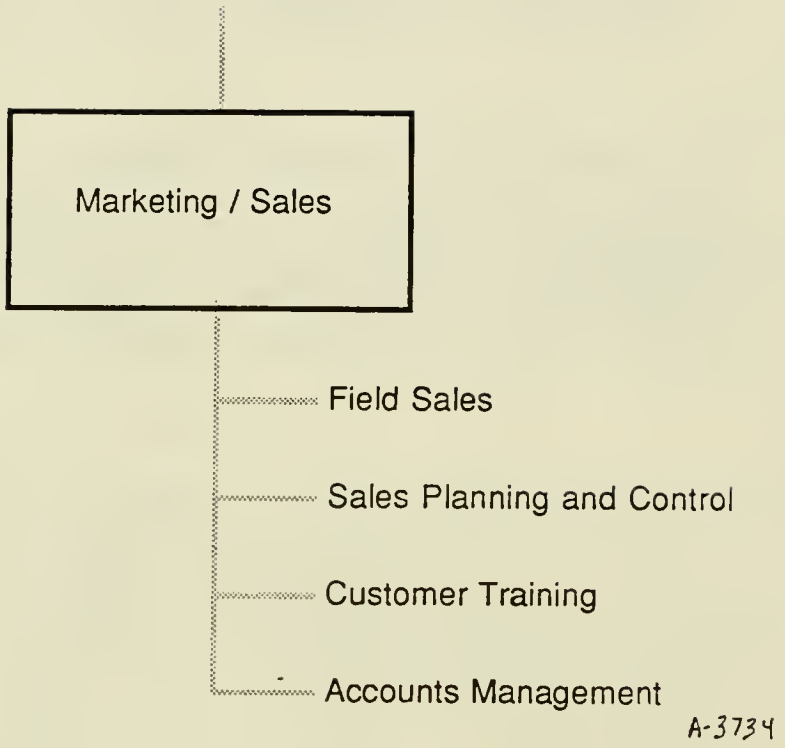 Marketing / Sales
Field Sales
Sales Planning and Control
Customer Training
Accounts Management
A-3734